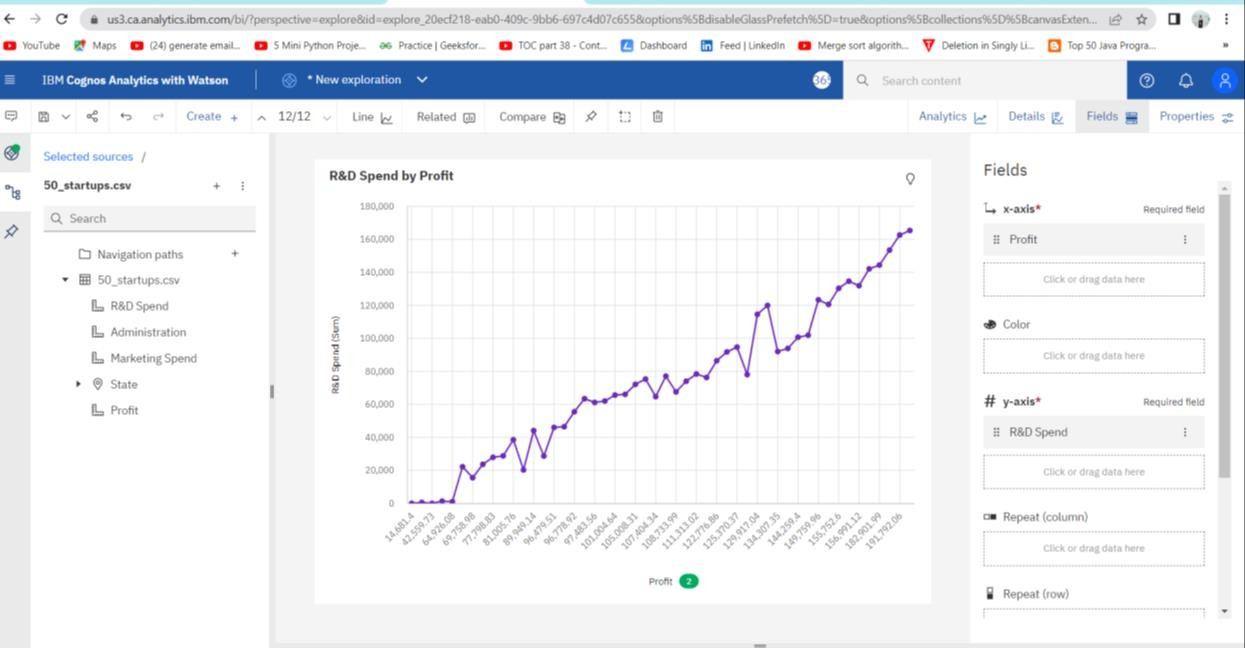 us3.ca.analytics.ibm.com/bi/?perspective=explore&id=explore_20ecf218-eab0-409c-9bb6-697c4d07c655&options%5BdisableGlassPrefetch%5D=true&options%5Bcollections%5D%5BcanvasExten...
YouTube Maps (24) generate email... 5 Mini Python Proje... Practice | Geeksfor... TOC part 38 - Cont... Dashboard Feed | LinkedIn Merge sort algorith... Deletion in Singly Li... Top 50 Java Progra... »
IBM Cognos Analytics with Watson * New exploration Search content
Create + 12/12 Line Related Compare Analytics Details Fields Properties
Selected sources /
50_startups.csv
Search
Navigation paths
50_startups.csv
R&D Spend
Administration
Marketing Spend
State
Profit
R&D Spend by Profit
R&D Spend (Sum)
180,000
160,000
140,000
120,000
100,000
80,000
60,000
40,000
20,000
0
14,681.4 42,559.73 64,926.08 69,758.98 77,798.83 81,005.76 89,949.14 96,479.51 96,778.92 97,483.56 101,004.64 105,008.31 107,404.34 108,733.99 111,313.02 122,776.86 125,370.37 129,917.04 134,307.35 144,259.4 149,759.96 155,752.6 156,991.12 182,901.99 191,792.06
Profit 2
Fields
x-axis* Required field
Profit
Click or drag data here
Color
Click or drag data here
# y-axis* Required field
R&D Spend
Click or drag data here
Repeat (column)
Click or drag data here
Repeat (row)